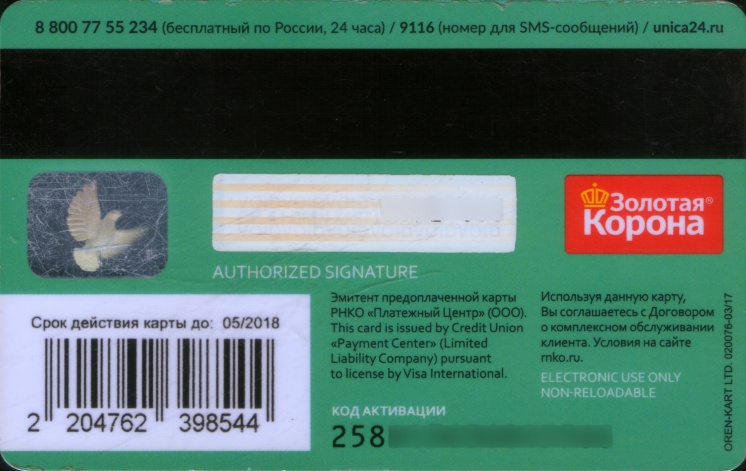 8 800 77 55 234 (бесплатный по России, 24 часа) / 9116 (номер для SMS-сообщений) / unica24.ru
Золотая®
Корона
AUTHORIZED SIGNATURE
Срок действия карты до: 05/2018
2 204762 398544
Эмитент предоплаченной карты
РНКО «Платежный Центр» (ООО).
This card is issued by Credit Union
«Payment Center» (Limited
Liability Company) pursuant
to license by Visa International.
КОД АКТИВАЦИИ
258
Используя данную карту,
Вы соглашаетесь с Договором
о комплексном обслуживании
клиента. Условия на сайте
rnko.ru.
ELECTRONIC USE ONLY
NON-RELOADABLE
OREN-KART LTD. 020076-03/17